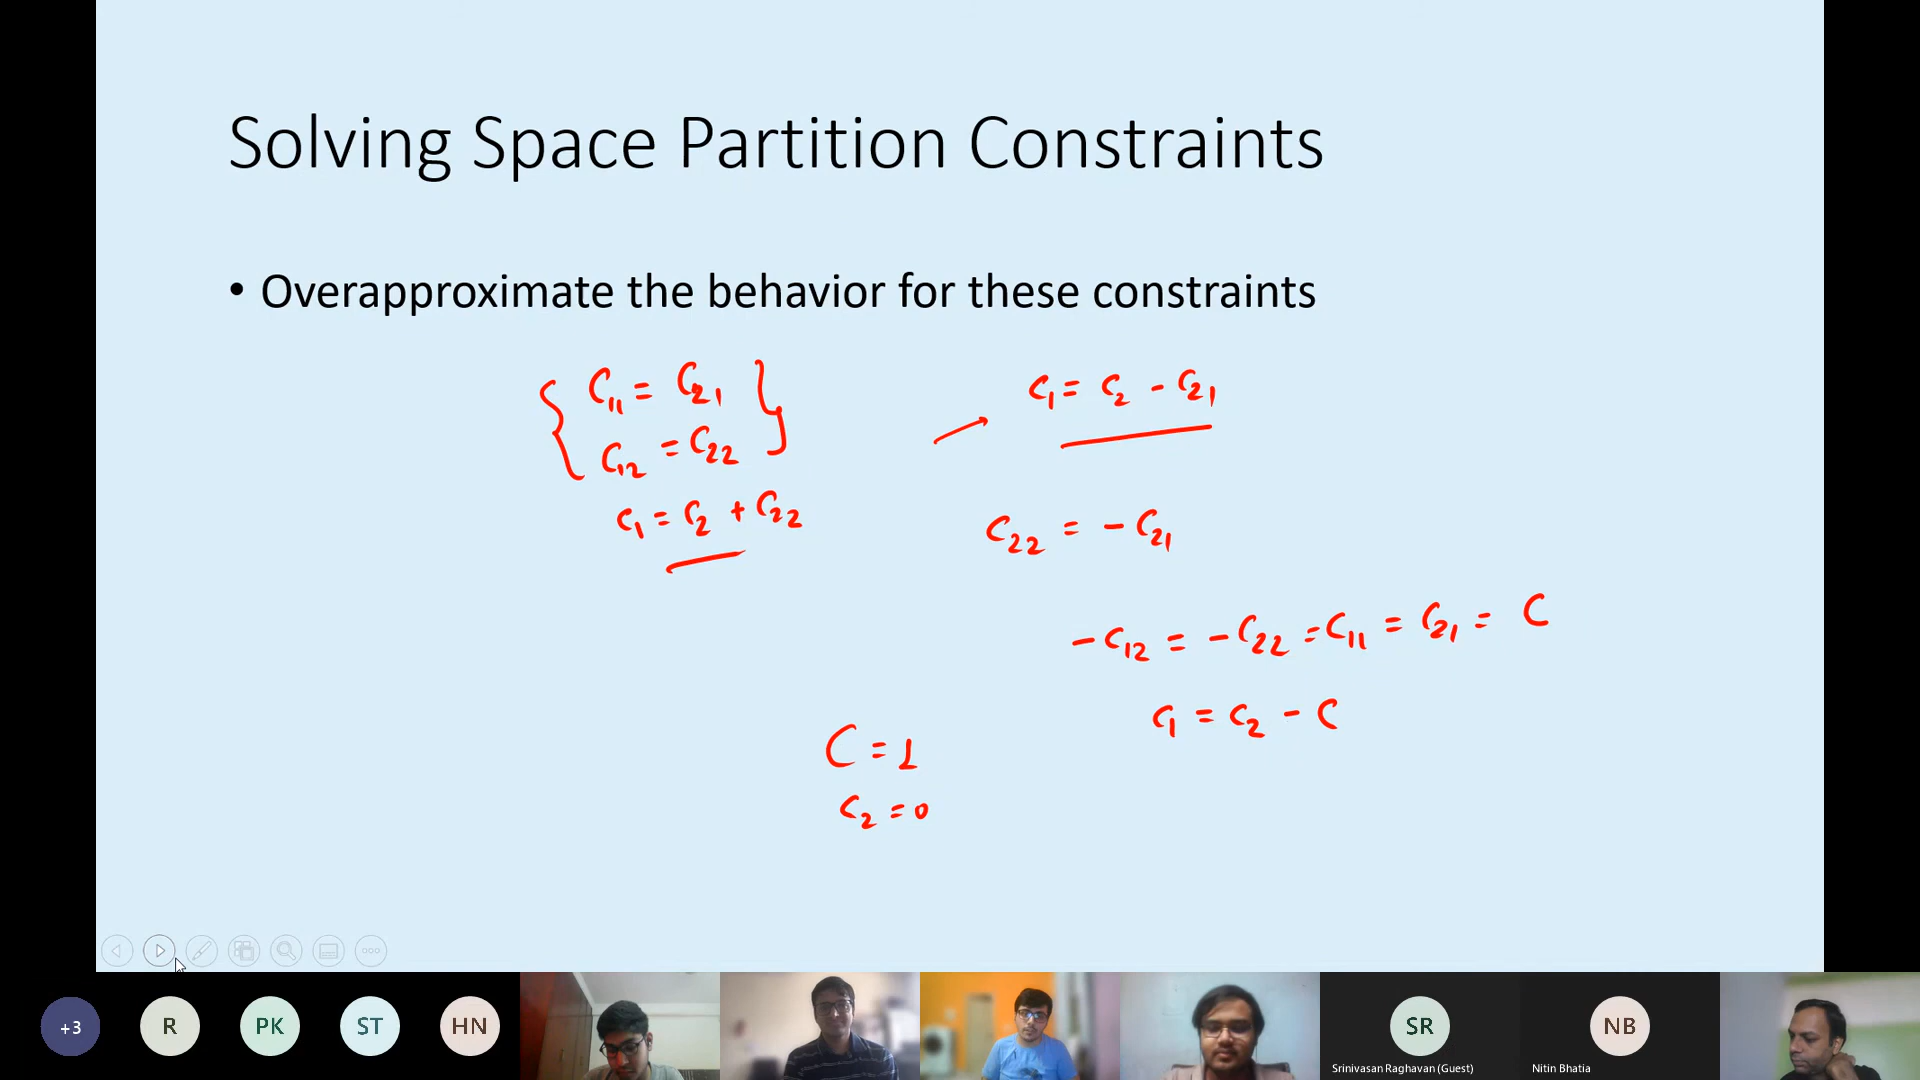 Solving Space Partition Constraints
• Overapproximate the behavior for these constraints
{ C₁₁ = C₂₁ }
C₁₂ = C₂₂
C₁ = C₂ + C₂₂
C₁ = C₂ - C₂₁
C₂₂ = - C₂₁
- C₁₂ = - C₂₂ = C₁₁ = C₂₁ = C
C₁ = C₂ - C
C = 1
C₂ = 0
+3
R
PK
ST
HN
SR
Srinivasan Raghavan (Guest)
NB
Nitin Bhatia